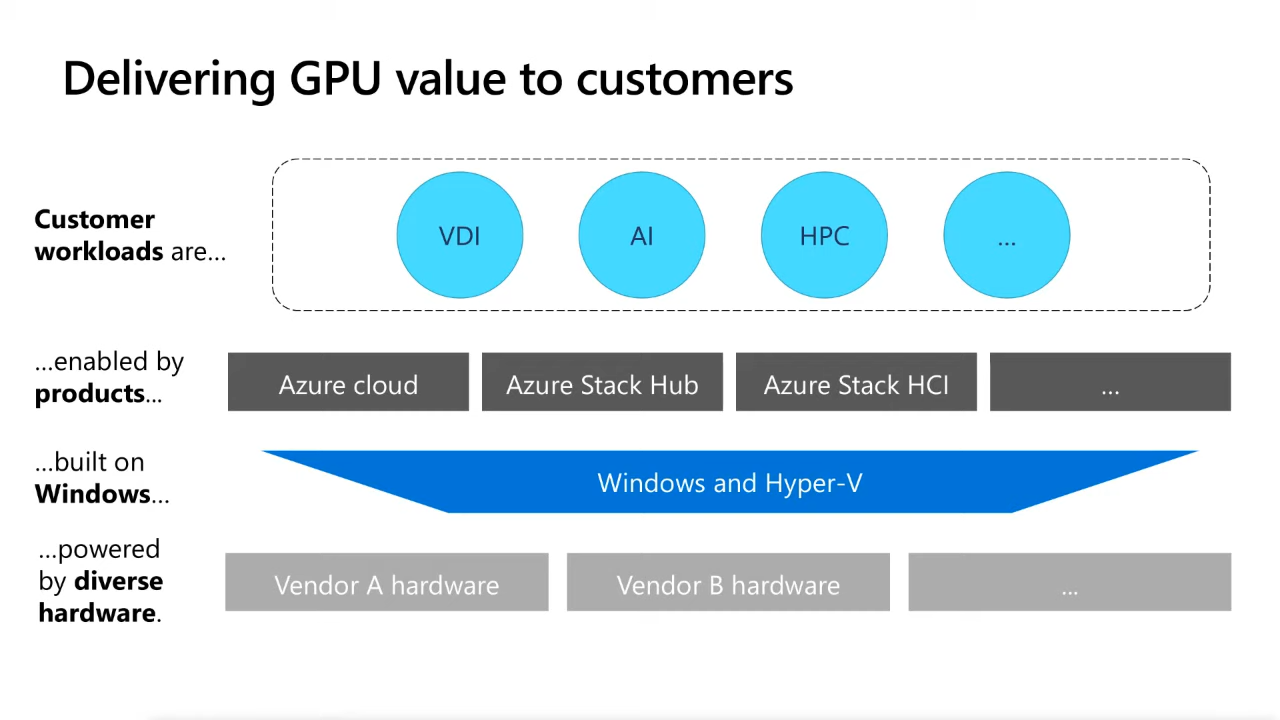 Delivering GPU value to customers
Customer
workloads are...
VDI
AI
HPC
...
...enabled by
products...
Azure cloud
Azure Stack Hub
Azure Stack HCI
...
...built on
Windows...
Windows and Hyper-V
...powered
by diverse
hardware.
Vendor A hardware
Vendor B hardware
...